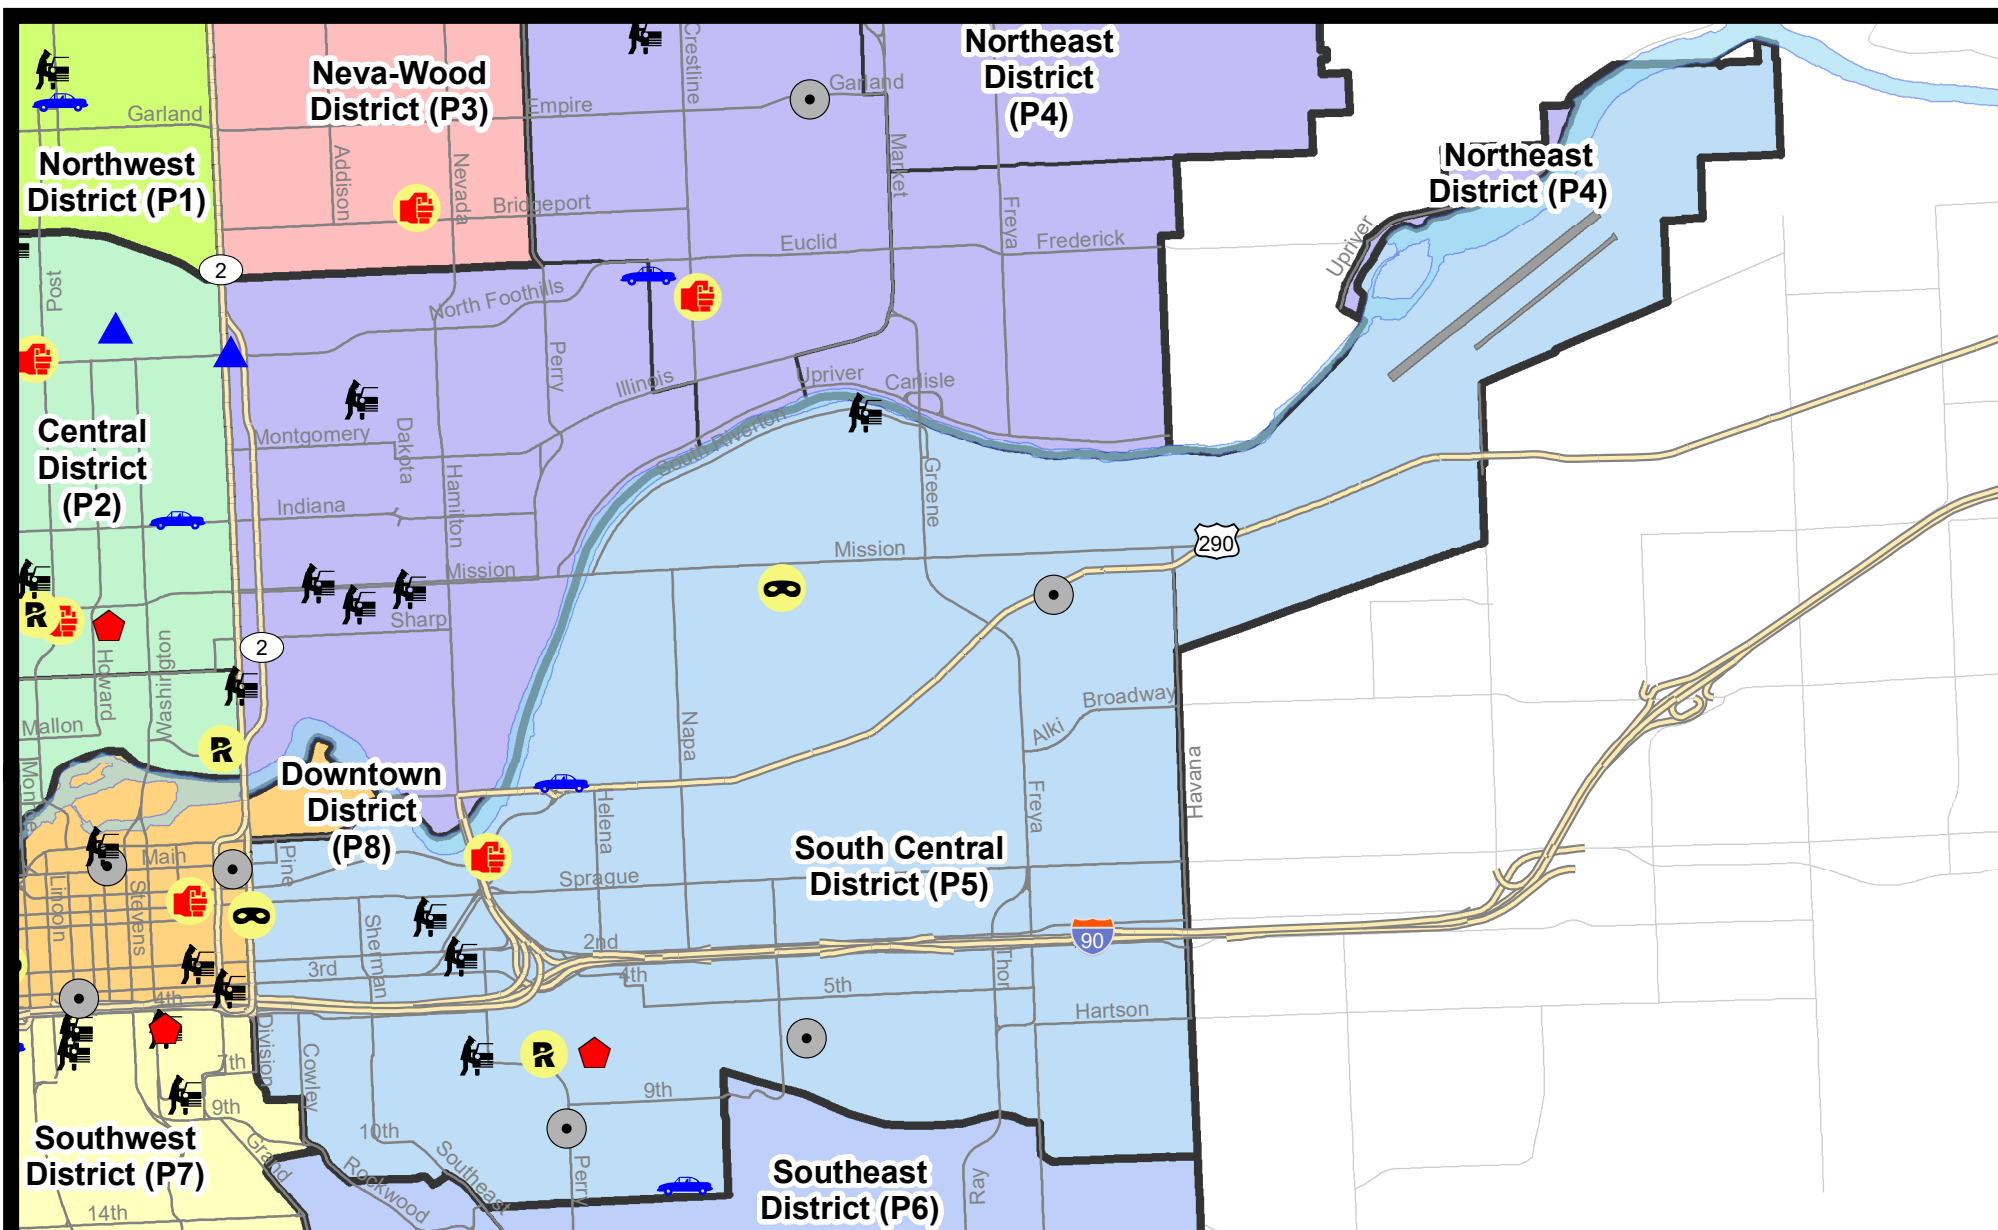 Northeast
District
(P4)
Neva-Wood
District (P3)
Crestline
Garland
Empire
Garland
Market
Northwest
District (P1)
Addison
Nevada
Northeast
District (P4)
Bridgeport
Freya
Euclid
Frederick
Upriver
2
Post
North Foothills
Perry
Illinois
Upriver
Carlisle
Central
District
(P2)
Montgomery
Dakota
South Riverton
Hamilton
Greene
Indiana
290
Mission
Mission
R
Sharp
2
Howard
Washington
Broadway
Napa
Alki
Mallon
R
Monroe
Downtown
District
(P8)
Helena
Freya
Havana
Main
Pine
South Central
District (P5)
Sprague
Lincoln
Stevens
Sherman
2nd
90
3rd
4th
Thor
5th
4th
Hartson
Division
Cowley
7th
R
9th
9th
10th
Southwest
District (P7)
Grand
Rockwood
Southeast
Perry
Southeast
District (P6)
Ray
14th